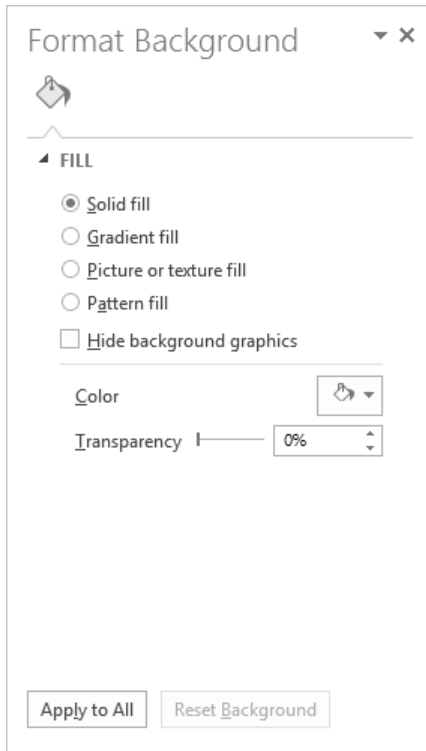 Format Background
FILL
Solid fill
Gradient fill
Picture or texture fill
Pattern fill
Hide background graphics
Color
Transparency 0%
Apply to All Reset Background